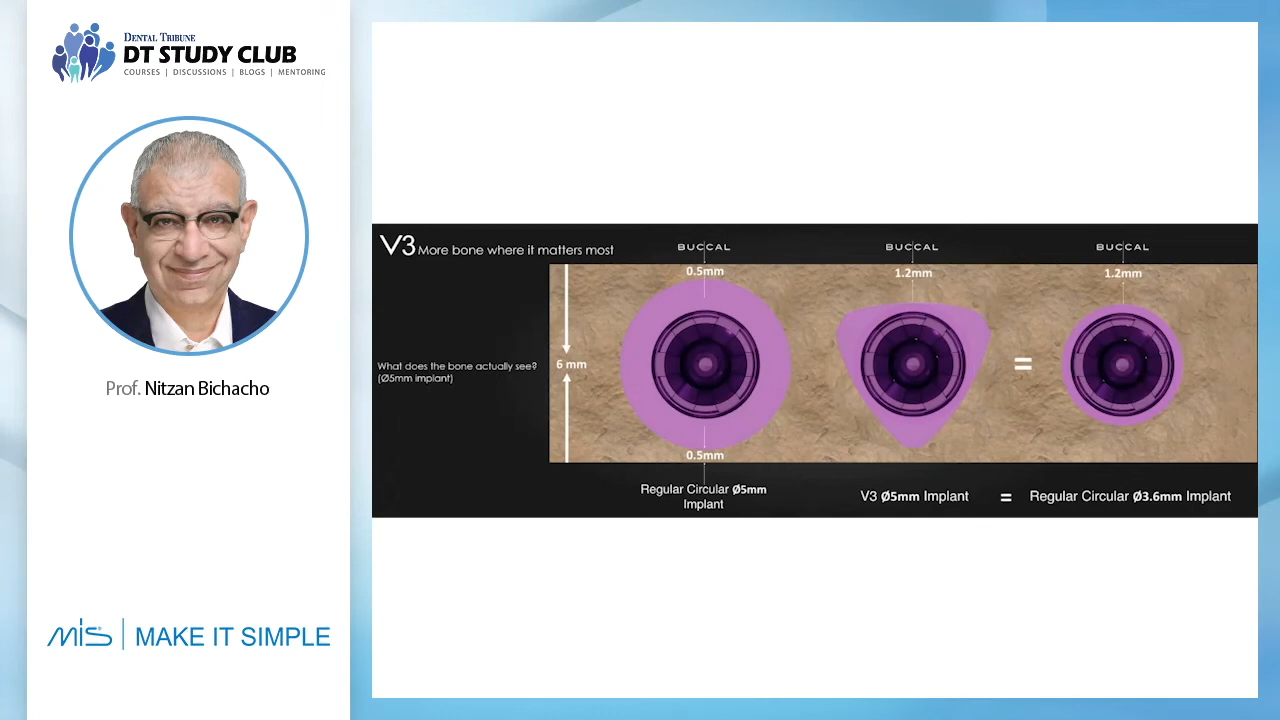 DENTAL TRIBUNE
DT STUDY CLUB
COURSES | DISCUSSIONS | BLOGS | MENTORING
Prof. Nitzan Bichacho
MIS® | MAKE IT SIMPLE
V3 More bone where it matters most
BUCCAL
BUCCAL
BUCCAL
0.5mm
1.2mm
1.2mm
What does the bone actually see?
(Ø5mm implant)
6 mm
=
0.5mm
Regular Circular Ø5mm
Implant
V3 Ø5mm Implant
=
Regular Circular Ø3.6mm Implant